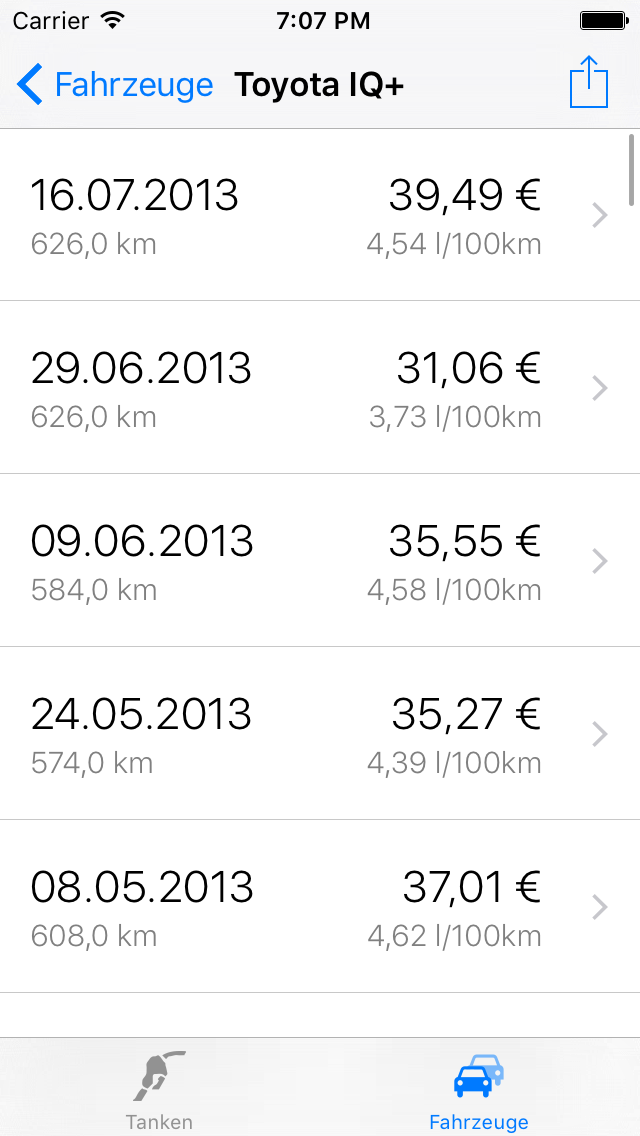 Carrier 7:07 PM
Fahrzeuge Toyota IQ+
16.07.2013 39,49 €
626,0 km 4,54 l/100km
29.06.2013 31,06 €
626,0 km 3,73 l/100km
09.06.2013 35,55 €
584,0 km 4,58 l/100km
24.05.2013 35,27 €
574,0 km 4,39 l/100km
08.05.2013 37,01 €
608,0 km 4,62 l/100km
Tanken Fahrzeuge